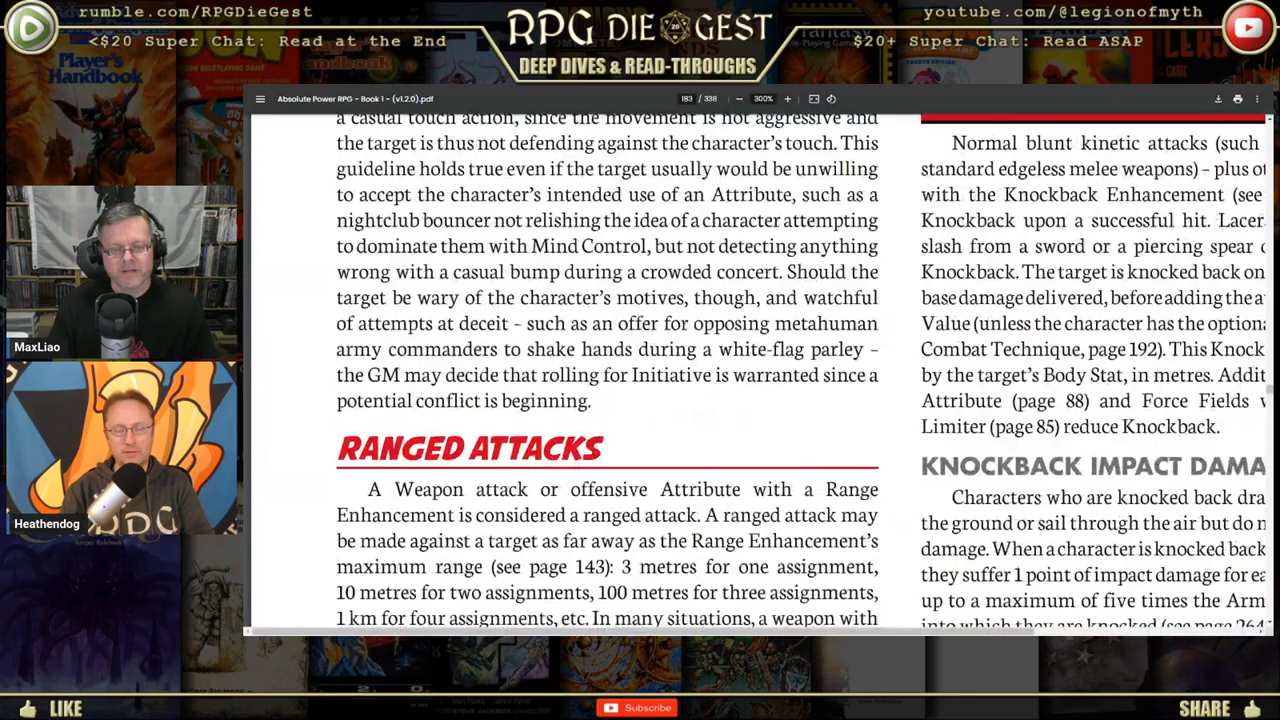 rumble.com/RPGDieGest
<$20 Super Chat: Read at the End
RPG DIE GEST
DEEP DIVES & READ-THROUGHS
youtube.com/@legionofmyth
$20+ Super Chat: Read ASAP
Player's
Handbook
Absolute Power RPG - Book 1 - (v1.2.0).pdf
183 / 338
300%
a casual touch action, since the movement is not aggressive and
the target is thus not defending against the character's touch. This
guideline holds true even if the target usually would be unwilling
to accept the character's intended use of an Attribute, such as a
nightclub bouncer not relishing the idea of a character attempting
to dominate them with Mind Control, but not detecting anything
wrong with a casual bump during a crowded concert. Should the
target be wary of the character's motives, though, and watchful
of attempts at deceit – such as an offer for opposing metahuman
army commanders to shake hands during a white-flag parley –
the GM may decide that rolling for Initiative is warranted since a
potential conflict is beginning.
RANGED ATTACKS
A Weapon attack or offensive Attribute with a Range
Enhancement is considered a ranged attack. A ranged attack may
be made against a target as far away as the Range Enhancement's
maximum range (see page 143): 3 metres for one assignment,
10 metres for two assignments, 100 metres for three assignments,
1 km for four assignments, etc. In many situations, a weapon with
Normal blunt kinetic attacks (such
standard edgeless melee weapons) – plus ot
with the Knockback Enhancement (see
Knockback upon a successful hit. Lacer
slash from a sword or a piercing spear
Knockback. The target is knocked back on
base damage delivered, before adding the a
Value (unless the character has the optiona
Combat Technique, page 192). This Knock
by the target's Body Stat, in metres. Addit
Attribute (page 88) and Force Fields
Limiter (page 85) reduce Knockback.
KNOCKBACK IMPACT DAMA
Characters who are knocked back dra
the ground or sail through the air but do n
damage. When a character is knocked back
they suffer 1 point of impact damage for ea
up to a maximum of five times the Arm
into which they are knocked (see page 264
MaxLiao
Heathendog
LIKE
Subscribe
SHARE